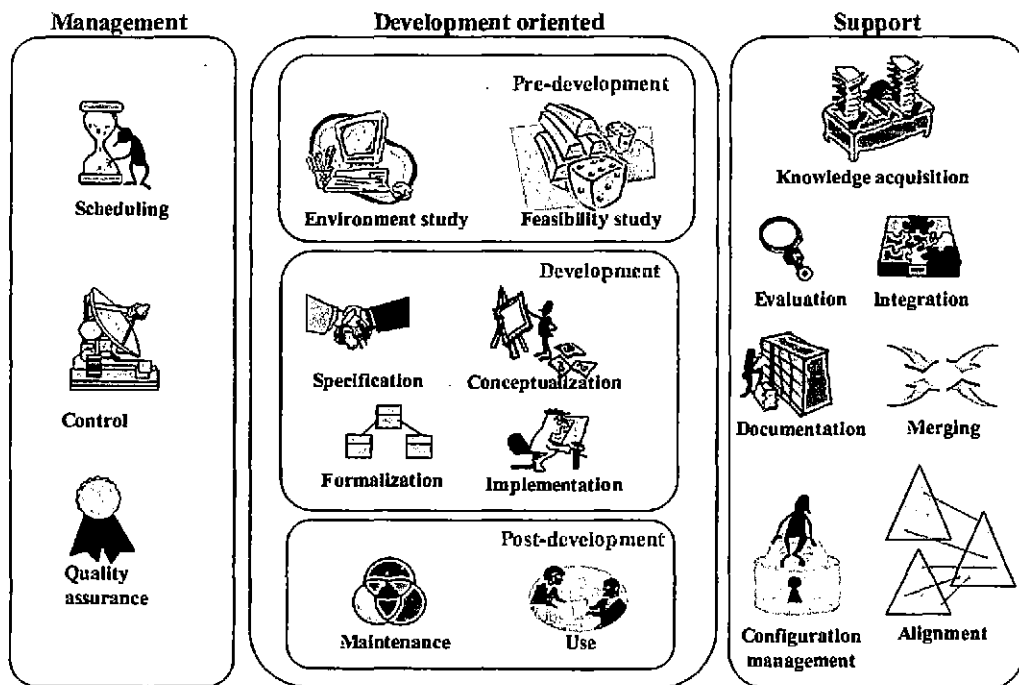 Management
Scheduling
Control
Quality
assurance
Development oriented
Pre-development
Environment study
Feasibility study
Development
Specification
Conceptualization
Formalization
Implementation
Post-development
Maintenance
Use
Support
Knowledge acquisition
Evaluation
Integration
Documentation
Merging
Configuration
management
Alignment